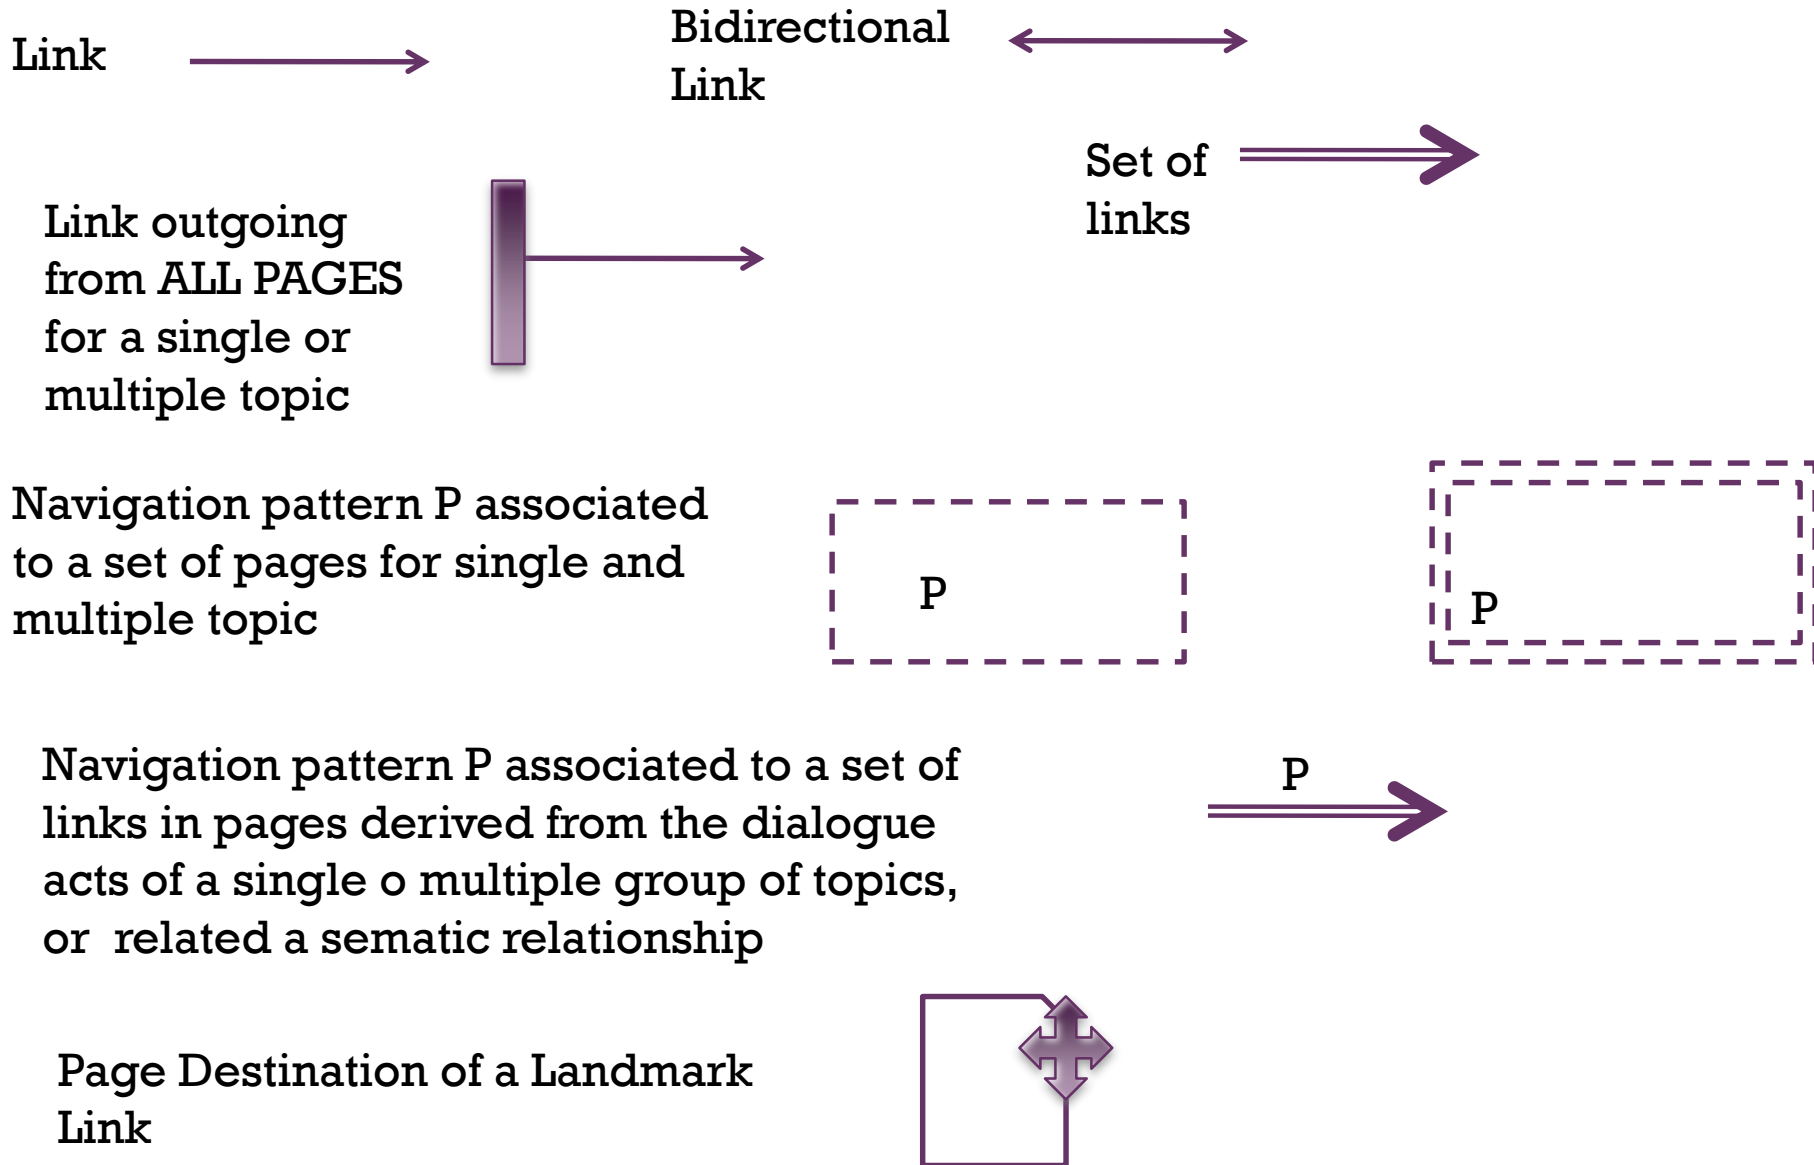 Link
Bidirectional
Link
Set of
links
Link outgoing
from ALL PAGES
for a single or
multiple topic
Navigation pattern P associated
to a set of pages for single and
multiple topic
P
P
Navigation pattern P associated to a set of
links in pages derived from the dialogue
acts of a single o multiple group of topics,
or related a sematic relationship
P
Page Destination of a Landmark
Link